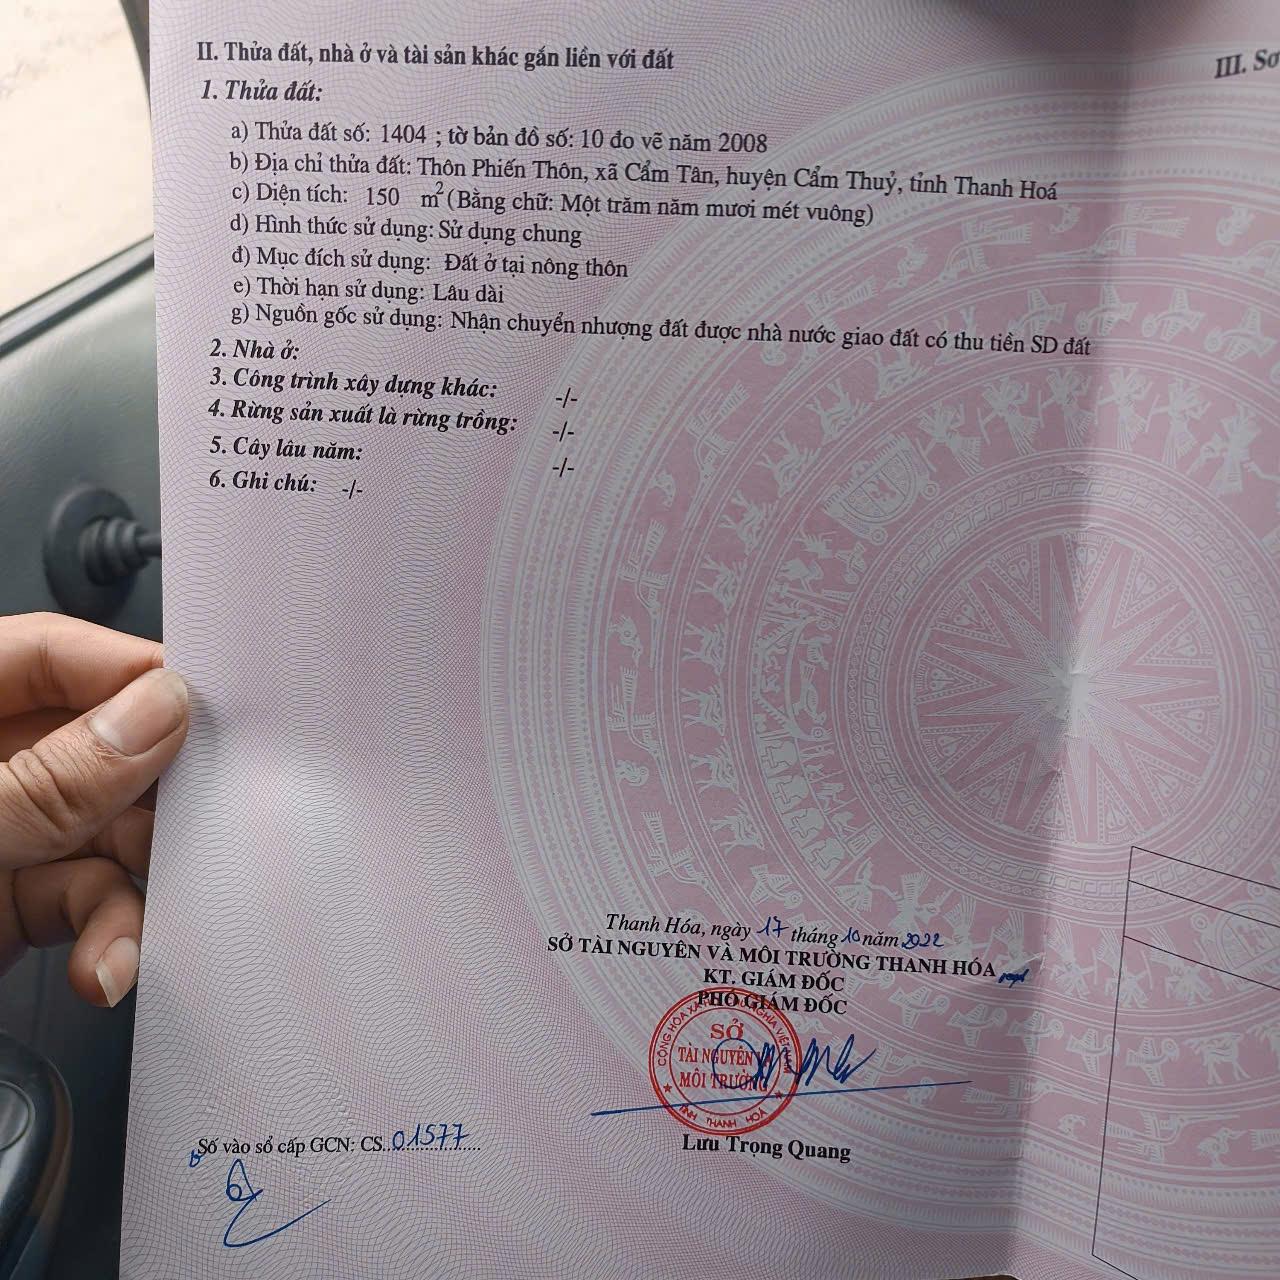 II. Thửa đất, nhà ở và tài sản khác gắn liền với đất
1. Thửa đất:
a) Thửa đất số: 1404 ; tờ bản đồ số: 10 đo vẽ năm 2008
b) Địa chỉ thửa đất: Thôn Phiến Thôn, xã Cẩm Tân, huyện Cẩm Thuỷ, tỉnh Thanh Hoá
c) Diện tích: 150 m² (Bằng chữ: Một trăm năm mươi mét vuông)
d) Hình thức sử dụng: Sử dụng chung
đ) Mục đích sử dụng: Đất ở tại nông thôn
e) Thời hạn sử dụng: Lâu dài
g) Nguồn gốc sử dụng: Nhận chuyển nhượng đất được nhà nước giao đất có thu tiền SD đất
2. Nhà ở:
3. Công trình xây dựng khác: -/-
4. Rừng sản xuất là rừng trồng: -/-
5. Cây lâu năm: -/-
6. Ghi chú: -/-
III. Sơ
Thanh Hóa, ngày 17 tháng 10 năm 2022
SỞ TÀI NGUYÊN VÀ MÔI TRƯỜNG THANH HÓA
KT. GIÁM ĐỐC
PHÓ GIÁM ĐỐC
SỞ
TÀI NGUYÊN
MÔI TRƯỜNG
TỈNH THANH HOÁ
Lưu Trọng Quang
Số vào sổ cấp GCN: CS 01577